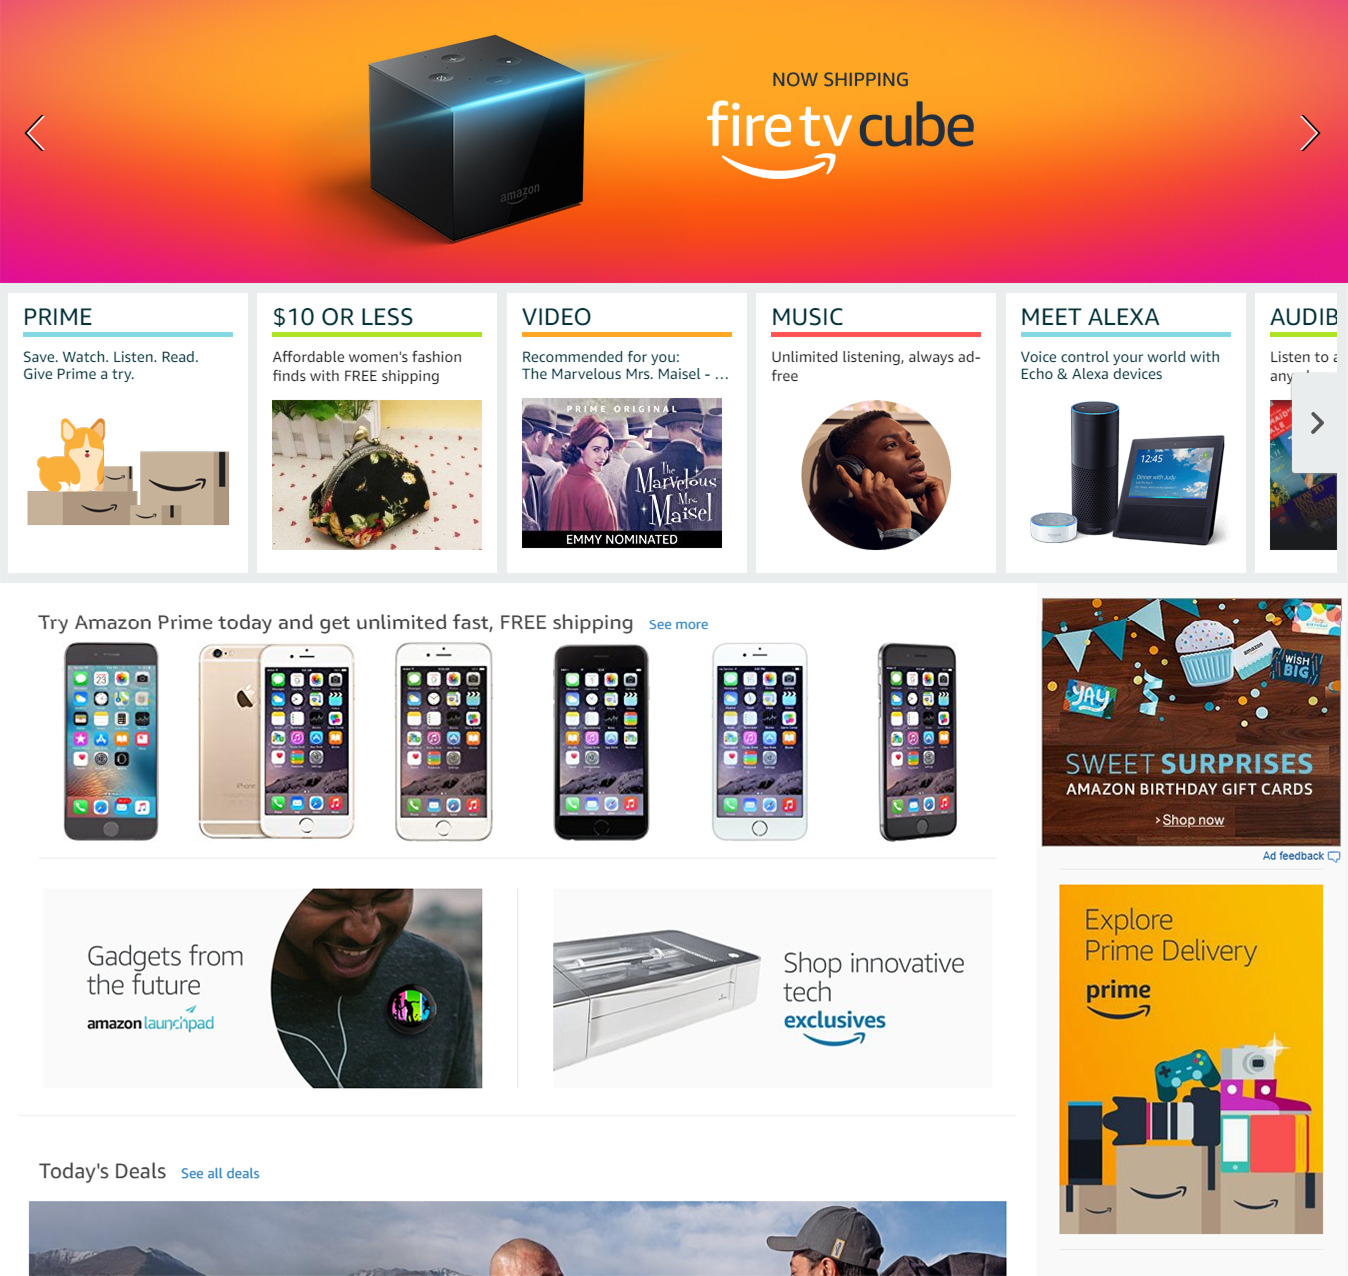 NOW SHIPPING
fire tv cube
amazon
PRIME
Save. Watch. Listen. Read.
Give Prime a try.
$10 OR LESS
Affordable women's fashion
finds with FREE shipping
VIDEO
Recommended for you:
The Marvelous Mrs. Maisel - ...
PRIME ORIGINAL
The
Marvelous
Mrs.
Maisel
EMMY NOMINATED
MUSIC
Unlimited listening, always ad-
free
MEET ALEXA
Voice control your world with
Echo & Alexa devices
12:45
Dinner with Judy
AUDIB
Listen to a
any
Try Amazon Prime today and get unlimited fast, FREE shipping See more
amazon
WISH
BIG
YAY
SWEET SURPRISES
AMAZON BIRTHDAY GIFT CARDS
› Shop now
Ad feedback
Gadgets from
the future
amazon launchpad
Shop innovative
tech
exclusives
Explore
Prime Delivery
prime
Today's Deals See all deals